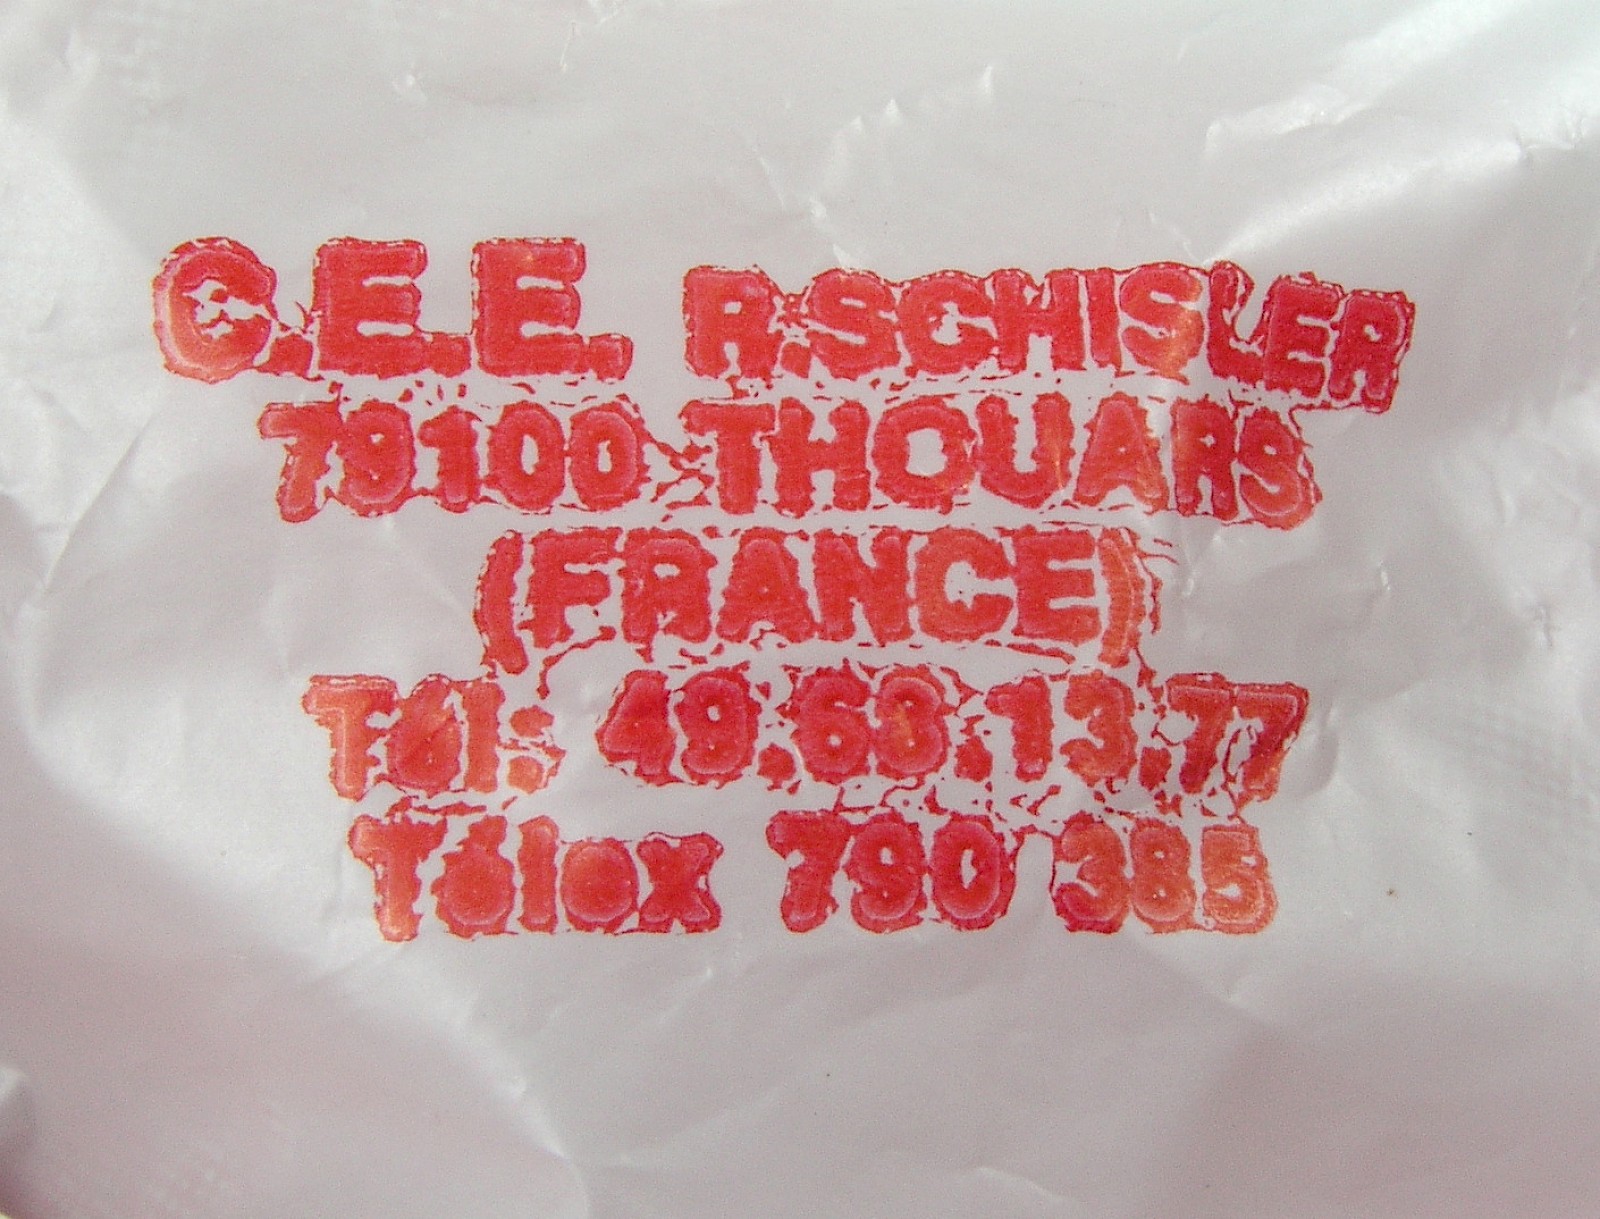 C.E.E. R.SCHISLER
79100 THOUARS
(FRANCE)
Tél: 49.68.13.77
Télex 790 385